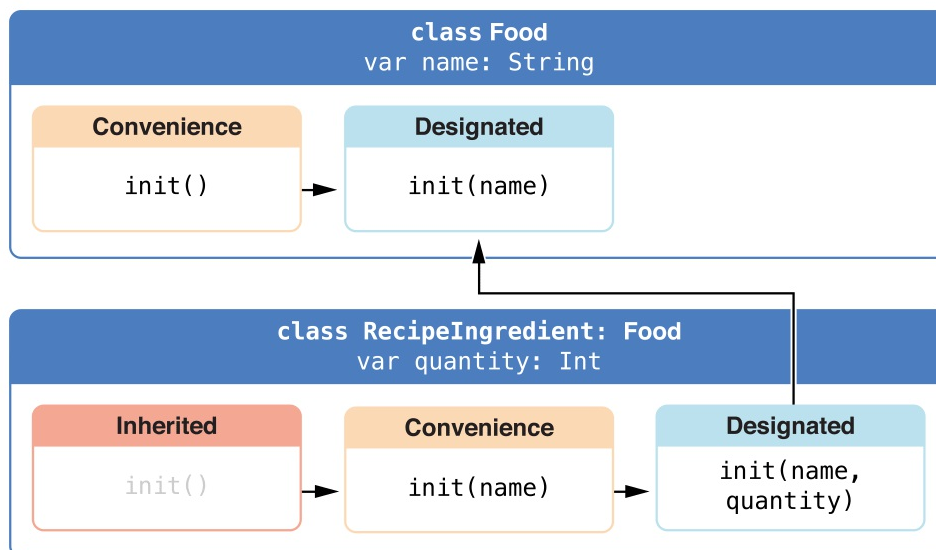 class Food
var name: String
Convenience
init()
Designated
init(name)
class RecipeIngredient: Food
var quantity: Int
Inherited
init()
Convenience
init(name)
Designated
init(name,
quantity)